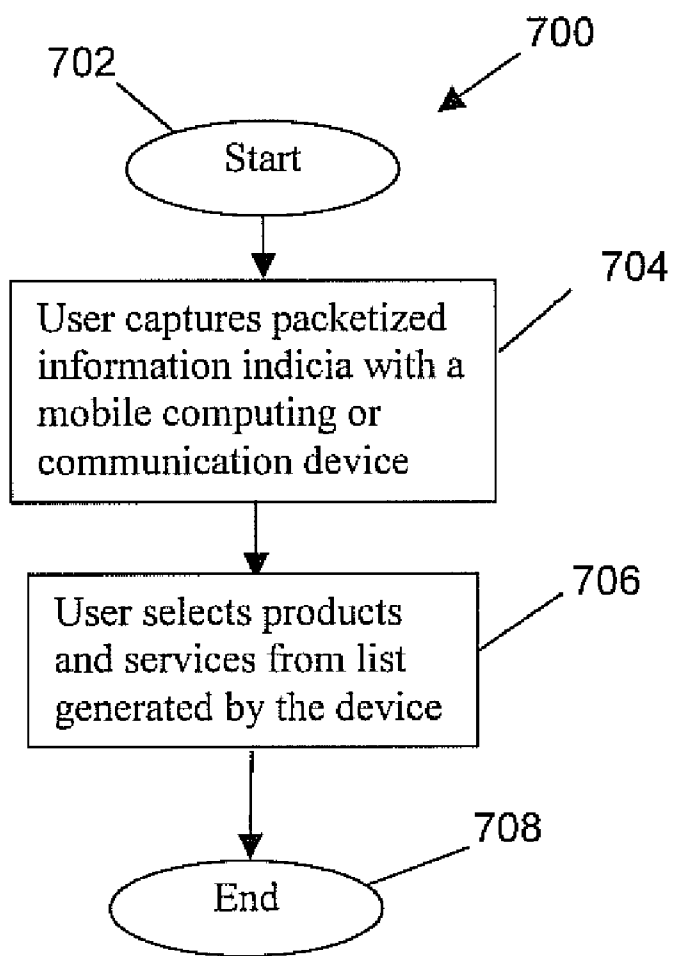 700
702
Start
704
User captures packetized
information indicia with a
mobile computing or
communication device
706
User selects products
and services from list
generated by the device
708
End